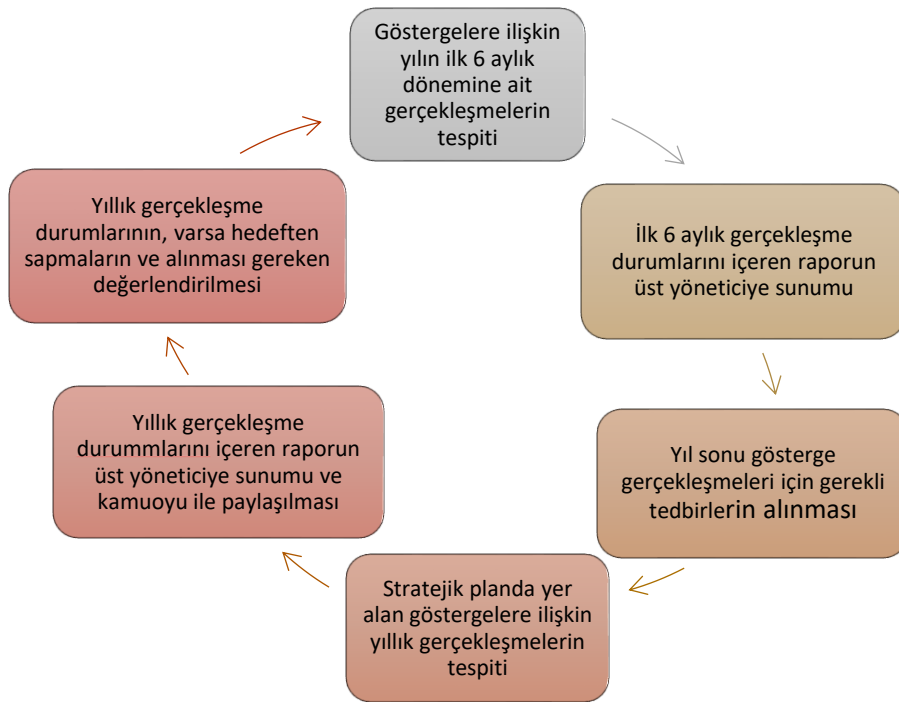 Göstergelere ilişkin
yılın ilk 6 aylık
dönemine ait
gerçekleşmelerin
tespiti
İlk 6 aylık gerçekleşme
durumlarını içeren raporun
üst yöneticiye sunumu
Yıl sonu gösterge
gerçekleşmeleri için gerekli
tedbirlerin alınması
Stratejik planda yer
alan göstergelere ilişkin
yıllık gerçekleşmelerin
tespiti
Yıllık gerçekleşme
durummlarını içeren raporun
üst yöneticiye sunumu ve
kamuoyu ile paylaşılması
Yıllık gerçekleşme
durumlarının, varsa hedeften
sapmaların ve alınması gereken
değerlendirilmesi